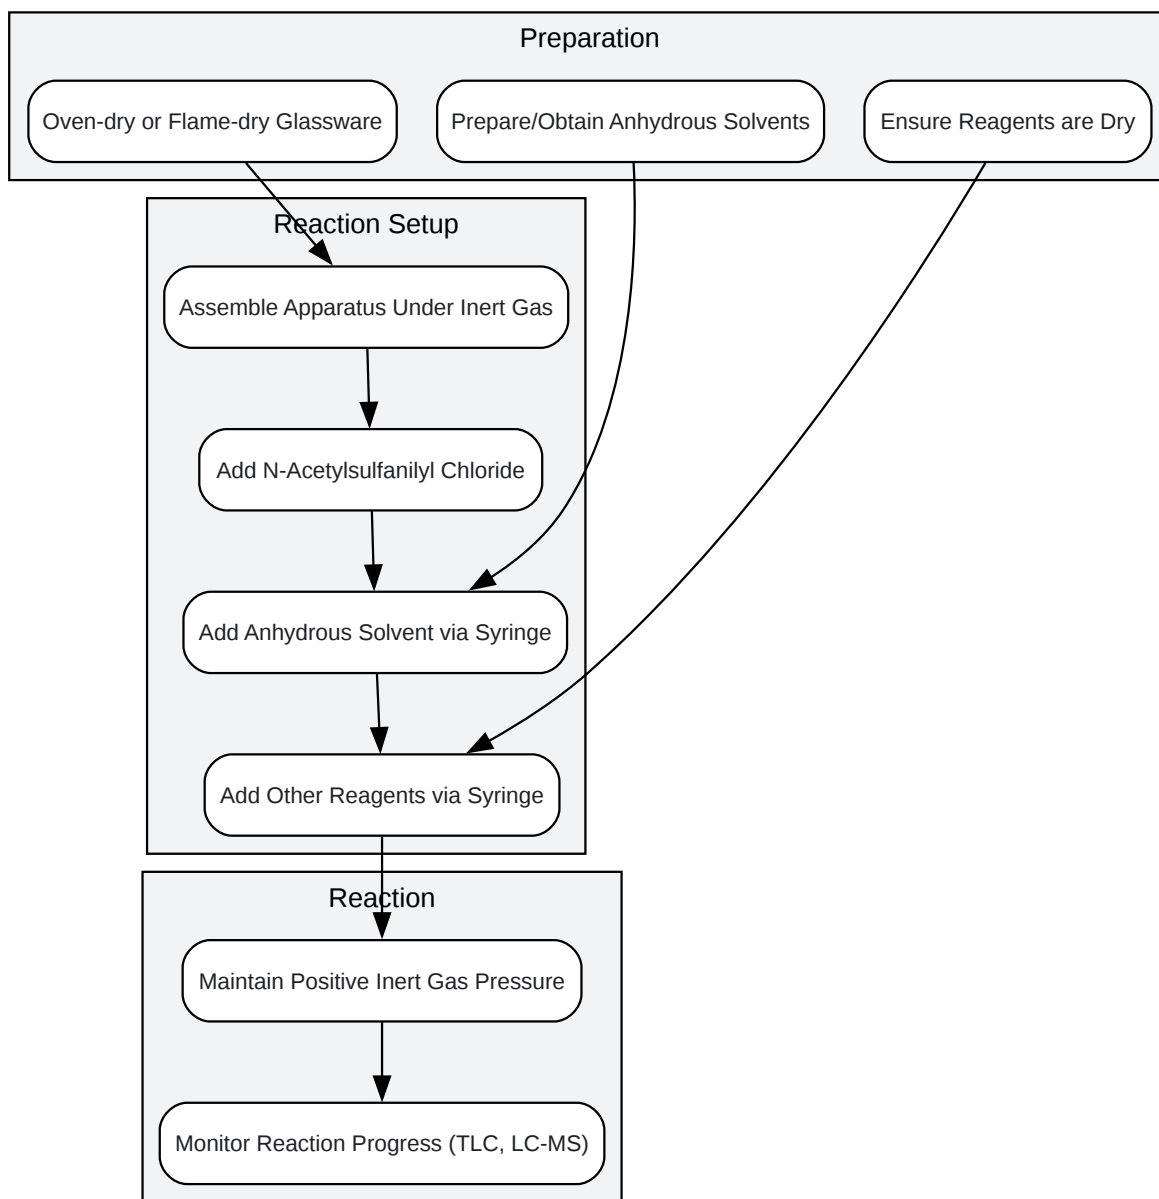 Preparation
Oven-dry or Flame-dry Glassware
Prepare/Obtain Anhydrous Solvents
Ensure Reagents are Dry
Reaction Setup
Assemble Apparatus Under Inert Gas
Add N-Acetylsulfanilyl Chloride
Add Anhydrous Solvent via Syringe
Add Other Reagents via Syringe
Reaction
Maintain Positive Inert Gas Pressure
Monitor Reaction Progress (TLC, LC-MS)